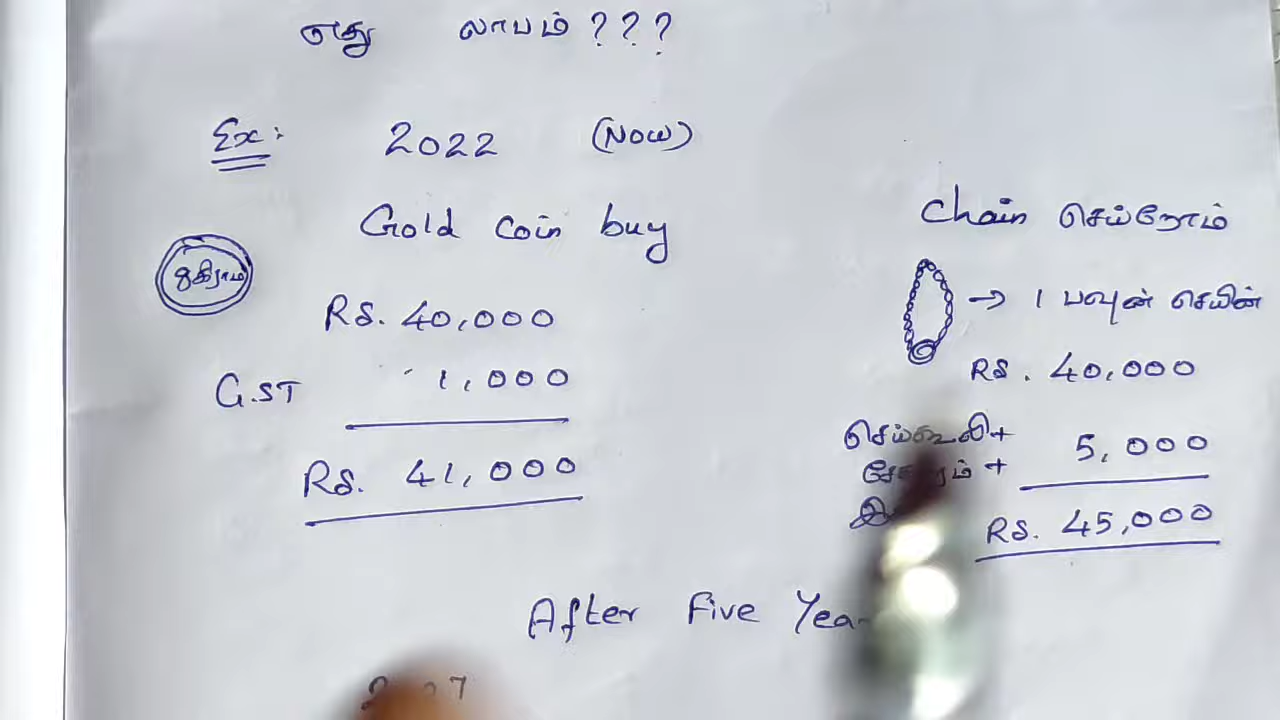 எது லாபம் ???
Ex: 2022 (Now)
Gold coin buy
8கிராம்
Rs. 40,000
G.ST 1,000
Rs. 41,000
Chain செய்றோம்
→ 1 பவுன் செயின்
Rs. 40,000
செய்கூலி+ 5,000
+
Rs. 45,000
After Five